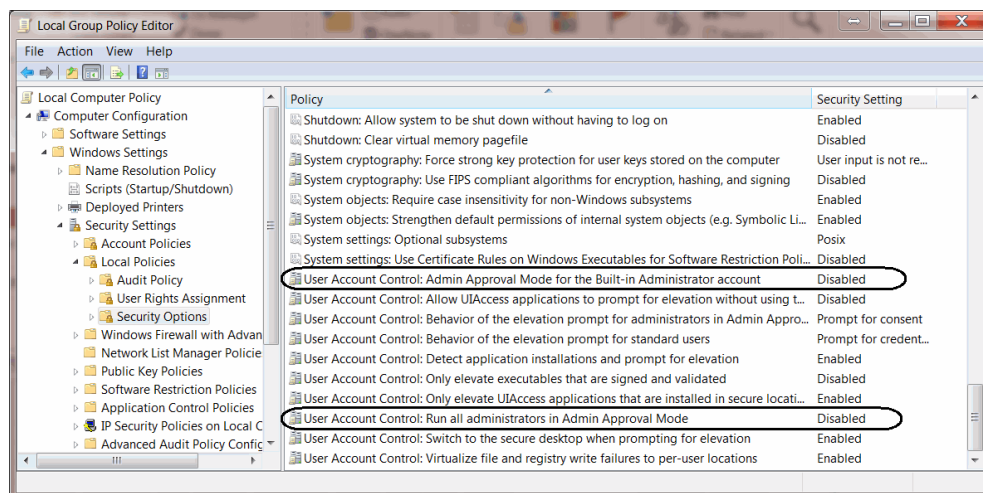 Local Group Policy Editor
File Action View Help
Local Computer Policy
Computer Configuration
Software Settings
Windows Settings
Name Resolution Policy
Scripts (Startup/Shutdown)
Deployed Printers
Security Settings
Account Policies
Local Policies
Audit Policy
User Rights Assignment
Security Options
Windows Firewall with Advan
Network List Manager Policie
Public Key Policies
Software Restriction Policies
Application Control Policies
IP Security Policies on Local C
Advanced Audit Policy Config
Policy Security Setting
Shutdown: Allow system to be shut down without having to log on Enabled
Shutdown: Clear virtual memory pagefile Disabled
System cryptography: Force strong key protection for user keys stored on the computer User input is not re...
System cryptography: Use FIPS compliant algorithms for encryption, hashing, and signing Disabled
System objects: Require case insensitivity for non-Windows subsystems Enabled
System objects: Strengthen default permissions of internal system objects (e.g. Symbolic Li... Enabled
System settings: Optional subsystems Posix
System settings: Use Certificate Rules on Windows Executables for Software Restriction Poli... Disabled
User Account Control: Admin Approval Mode for the Built-in Administrator account Disabled
User Account Control: Allow UIAccess applications to prompt for elevation without using t... Disabled
User Account Control: Behavior of the elevation prompt for administrators in Admin Appro... Prompt for consent
User Account Control: Behavior of the elevation prompt for standard users Prompt for credent...
User Account Control: Detect application installations and prompt for elevation Enabled
User Account Control: Only elevate executables that are signed and validated Disabled
User Account Control: Only elevate UIAccess applications that are installed in secure locati... Enabled
User Account Control: Run all administrators in Admin Approval Mode Disabled
User Account Control: Switch to the secure desktop when prompting for elevation Enabled
User Account Control: Virtualize file and registry write failures to per-user locations Enabled